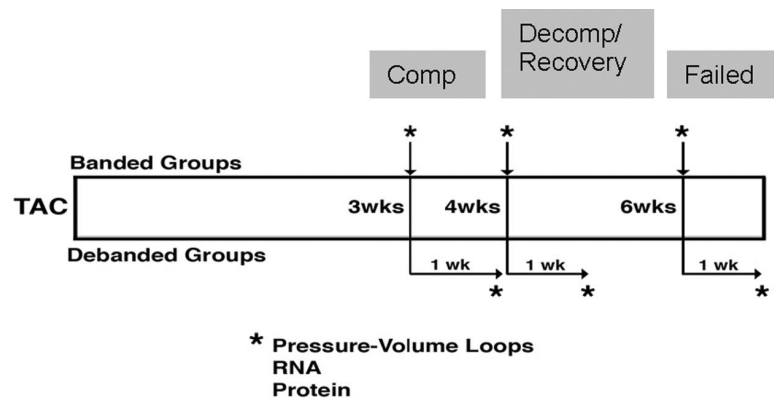 Decomp/
Recovery
Comp
Failed
* * *
Banded Groups
TAC 3wks 4wks 6wks
Debanded Groups
1 wk 1 wk 1 wk
* * *
* Pressure-Volume Loops
RNA
Protein